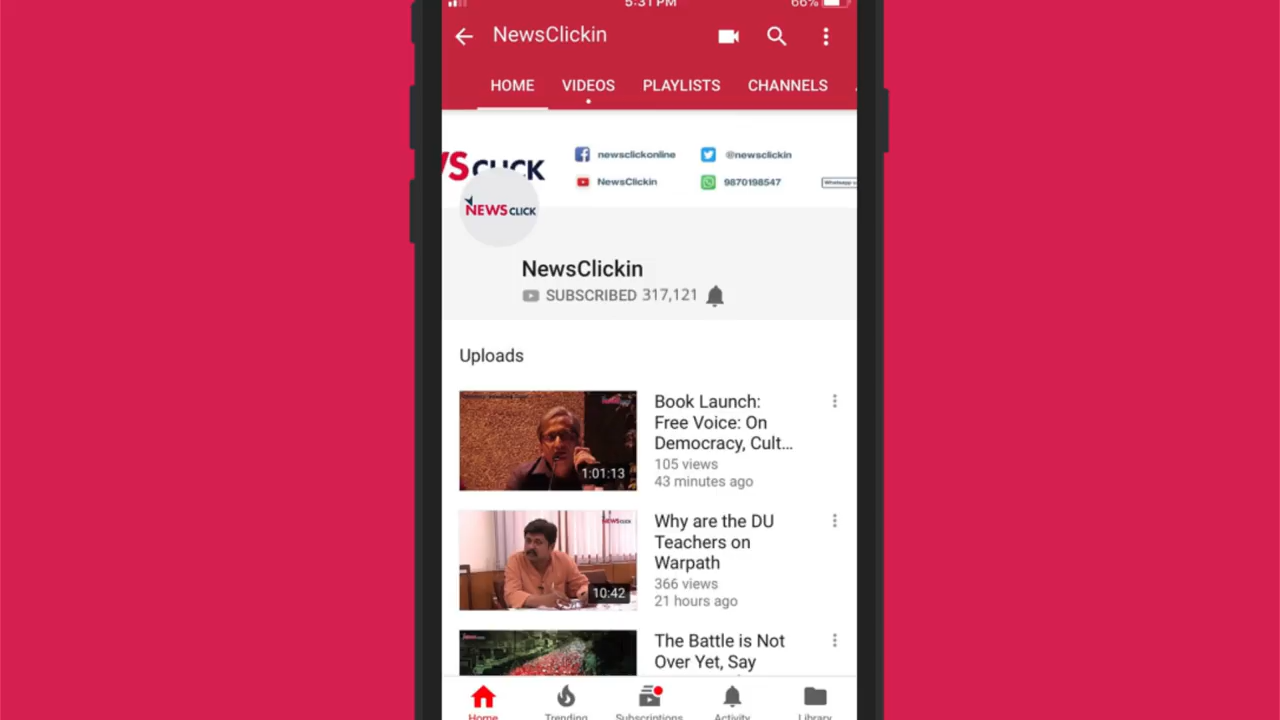 5:31 PM
66%
NewsClickin
HOME VIDEOS PLAYLISTS CHANNELS
CLICK
newsclickonline
@newsclickin
NewsClickin
9870198547
Whatsapp
NEWS CLICK
NewsClickin
SUBSCRIBED 317,121
Uploads
Book Launch:
Free Voice: On
Democracy, Cult...
105 views
43 minutes ago
1:01:13
Why are the DU
Teachers on
Warpath
366 views
21 hours ago
NEWSCLICK
10:42
The Battle is Not
Over Yet, Say
Home Trending Subscriptions Activity Library